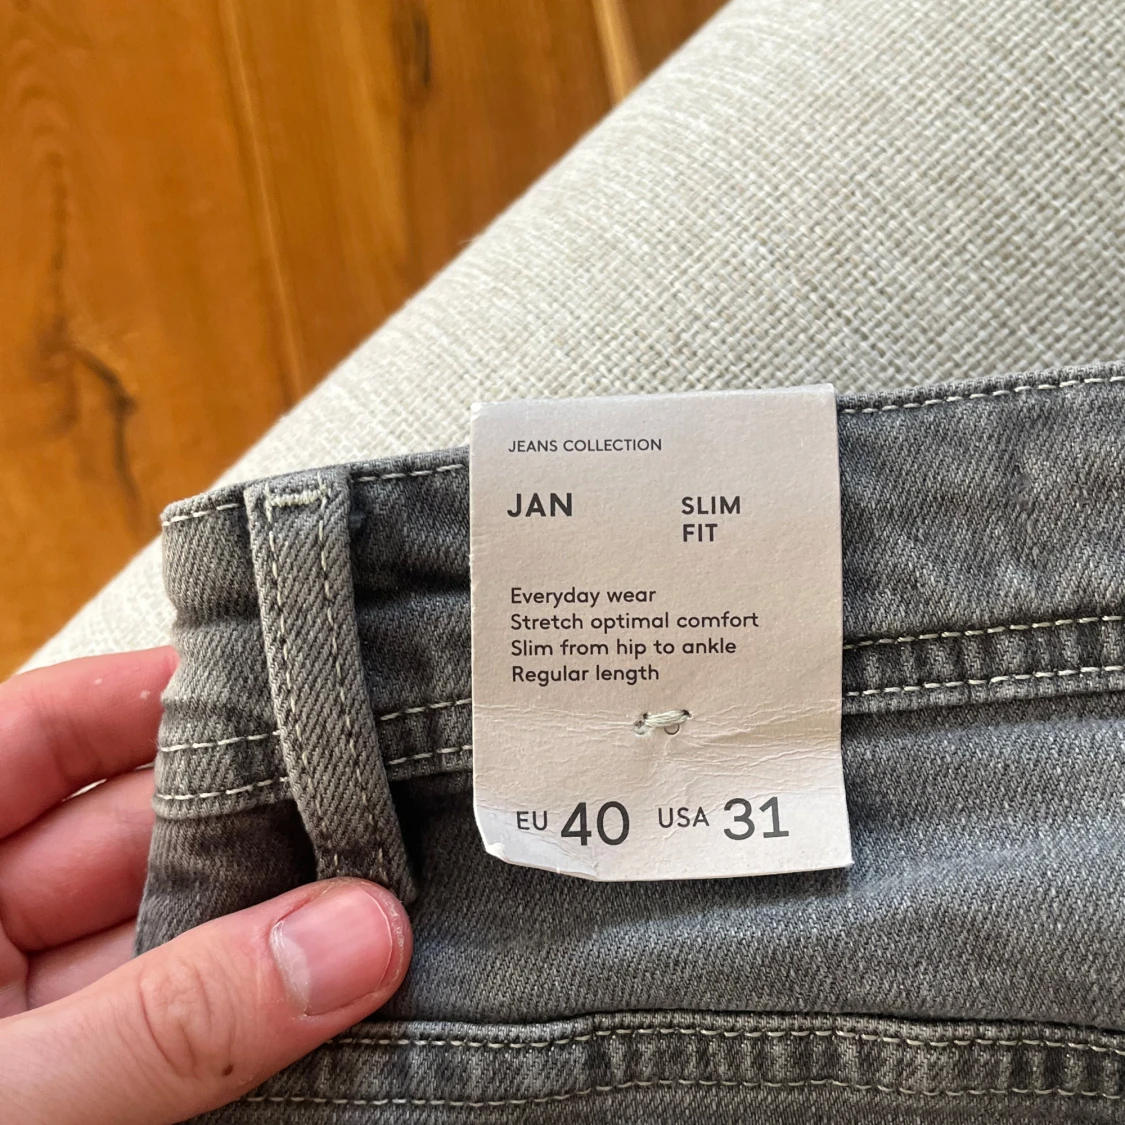 JEANS COLLECTION
JAN
SLIM
FIT
Everyday wear
Stretch optimal comfort
Slim from hip to ankle
Regular length
EU 40 USA 31